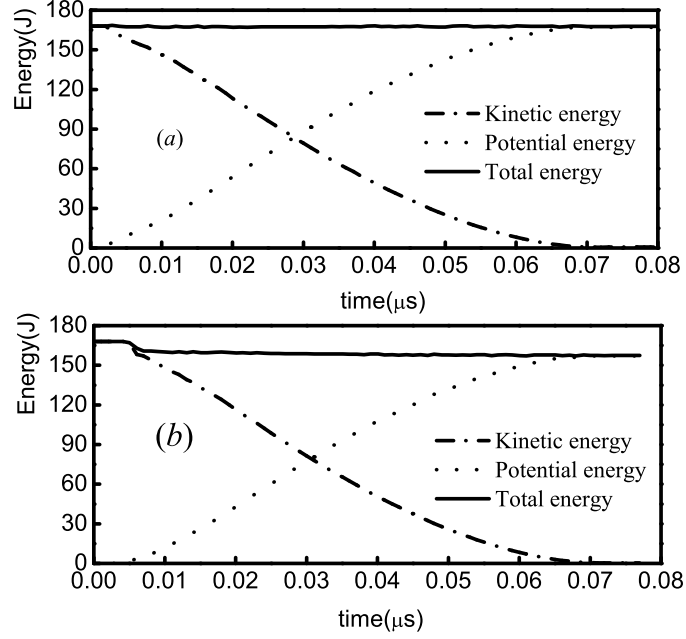 180
150
120
90
60
30
0
Energy(J)
(a)
Kinetic energy
Potential energy
Total energy
0.00 0.01 0.02 0.03 0.04 0.05 0.06 0.07 0.08
time(μs)
180
150
120
90
60
30
0
Energy(J)
(b)
Kinetic energy
Potential energy
Total energy
0.00 0.01 0.02 0.03 0.04 0.05 0.06 0.07 0.08
time(μs)